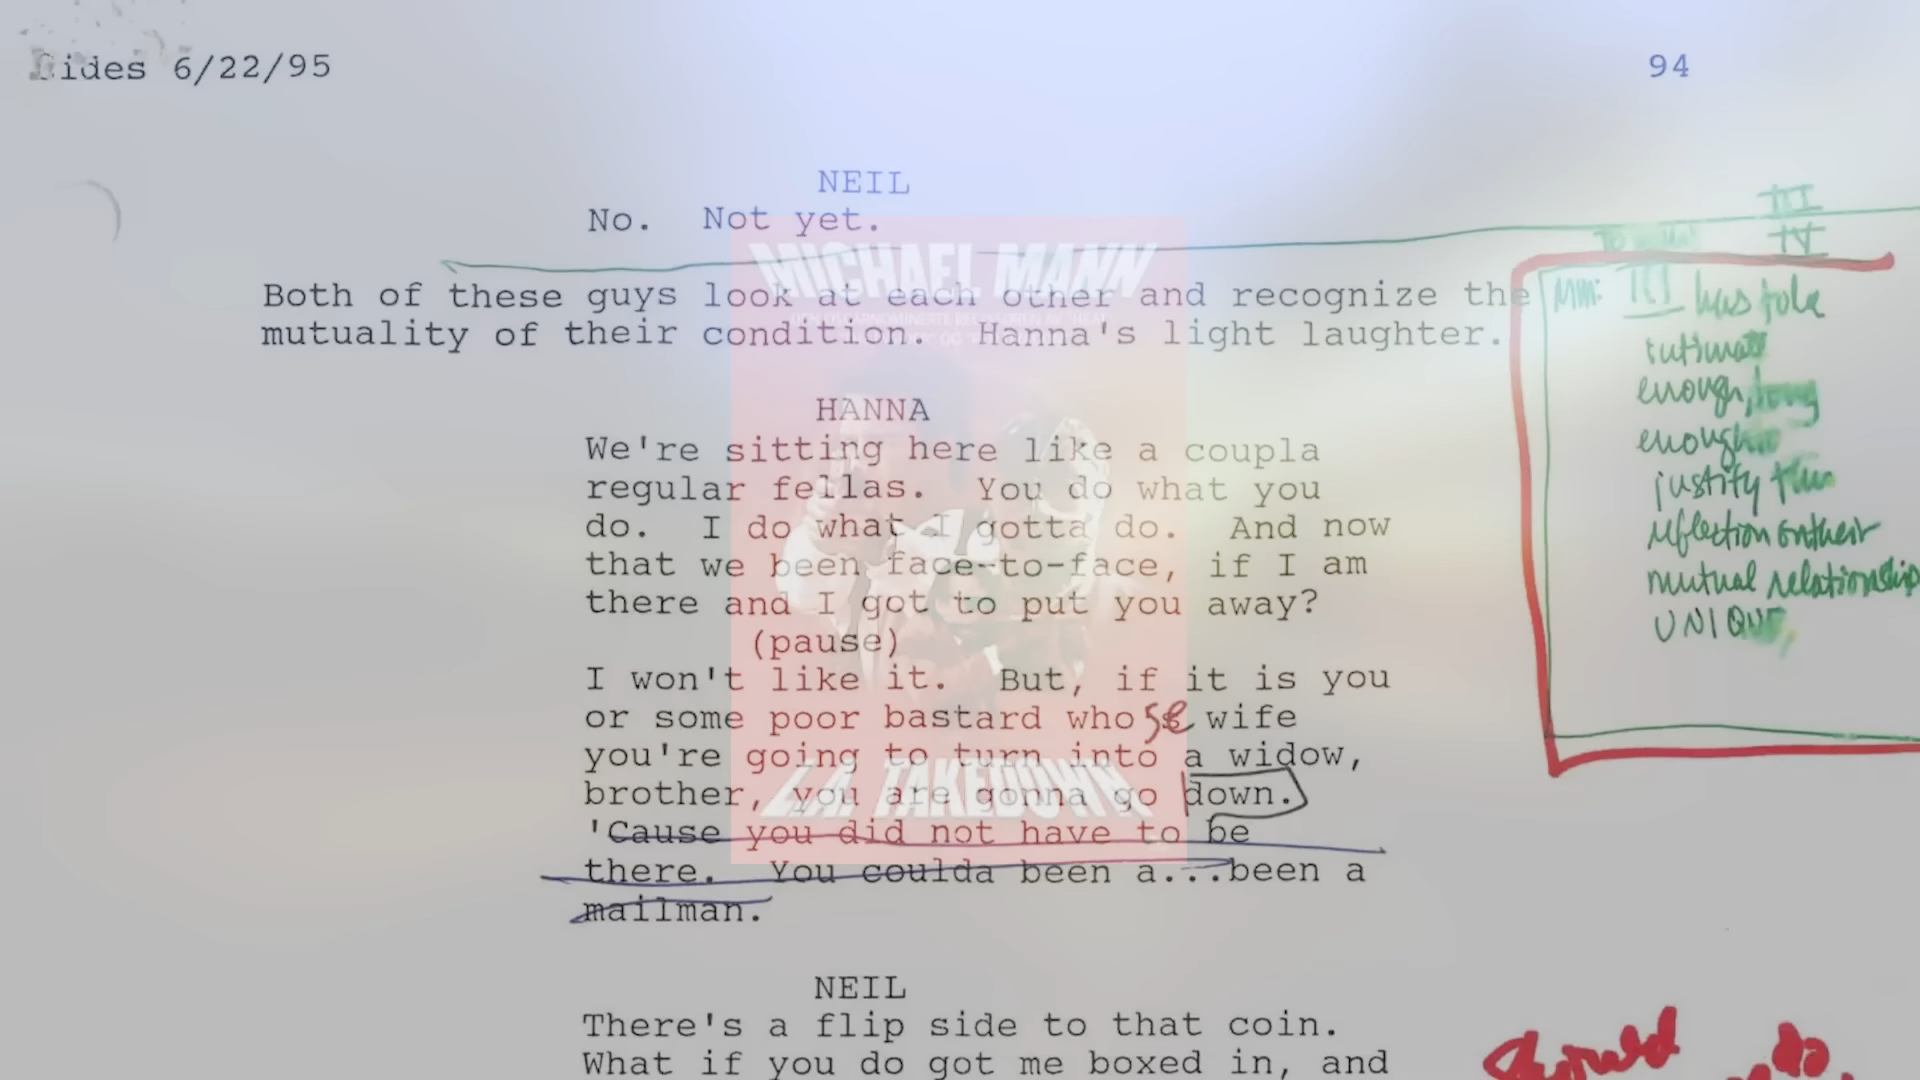 Sides 6/22/95
94
NEIL
No. Not yet.
Both of these guys look at each other and recognize the
mutuality of their condition. Hanna's light laughter.
HANNA
We're sitting here like a coupla
regular fellas. You do what you
do. I do what I gotta do. And now
that we been face-to-face, if I am
there and I got to put you away?
(pause)
I won't like it. But, if it is you
or some poor bastard whose wife
you're going to turn into a widow,
brother, you are gonna go down.
'Cause you did not have to be
there. You coulda been a...been a
mailman.
NEIL
There's a flip side to that coin.
What if you do got me boxed in, and
III
IV
MM: III has to be
intimate
enough, long
enough to
justify their
reflection on their
mutual relationship
UNIQUE,
Should
MICHAEL MANN
L.A. TAKEDOWN